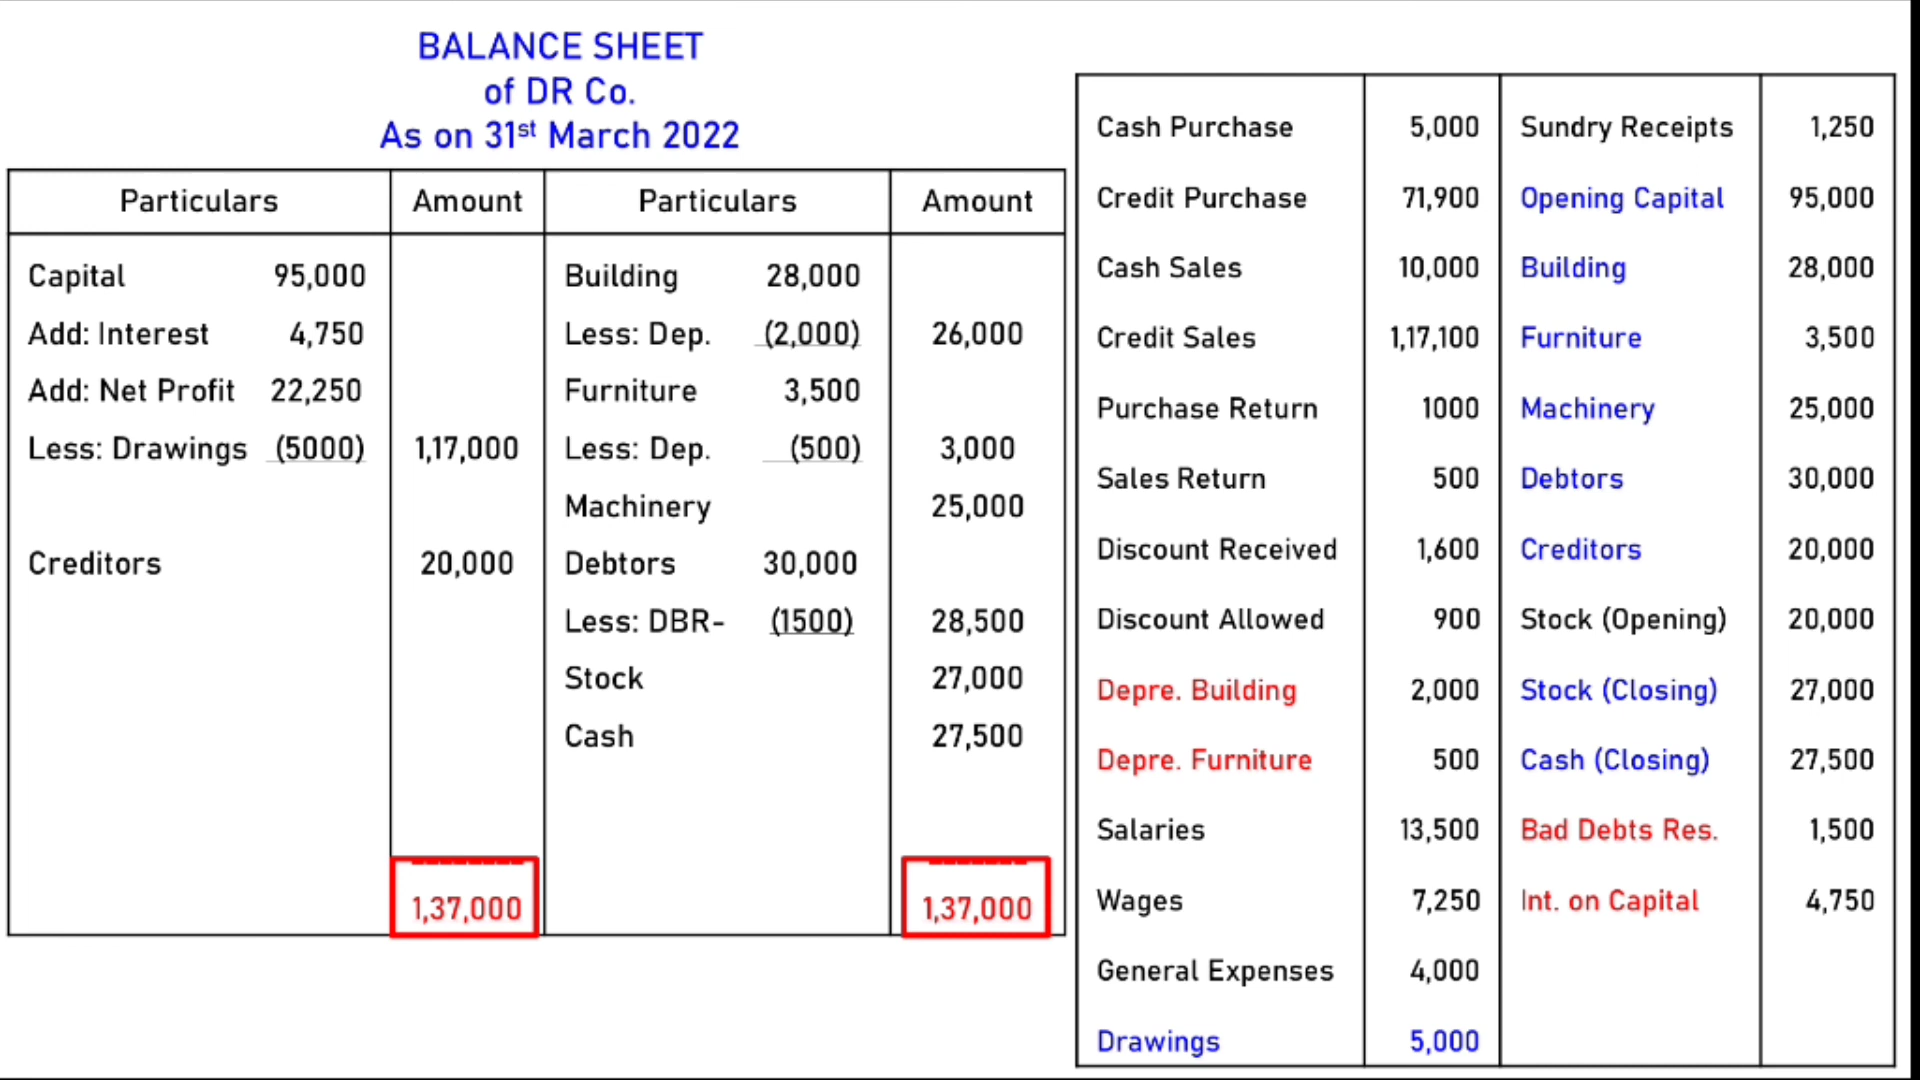 BALANCE SHEET
of DR Co.
As on 31st March 2022
Particulars Amount Particulars Amount
Capital 95,000 Building 28,000
Add: Interest 4,750 Less: Dep. (2,000) 26,000
Add: Net Profit 22,250 Furniture 3,500
Less: Drawings (5000) 1,17,000 Less: Dep. (500) 3,000
Machinery 25,000
Creditors 20,000 Debtors 30,000
Less: DBR- (1500) 28,500
Stock 27,000
Cash 27,500
1,37,000 1,37,000
Cash Purchase 5,000 Sundry Receipts 1,250
Credit Purchase 71,900 Opening Capital 95,000
Cash Sales 10,000 Building 28,000
Credit Sales 1,17,100 Furniture 3,500
Purchase Return 1000 Machinery 25,000
Sales Return 500 Debtors 30,000
Discount Received 1,600 Creditors 20,000
Discount Allowed 900 Stock (Opening) 20,000
Depre. Building 2,000 Stock (Closing) 27,000
Depre. Furniture 500 Cash (Closing) 27,500
Salaries 13,500 Bad Debts Res. 1,500
Wages 7,250 Int. on Capital 4,750
General Expenses 4,000
Drawings 5,000